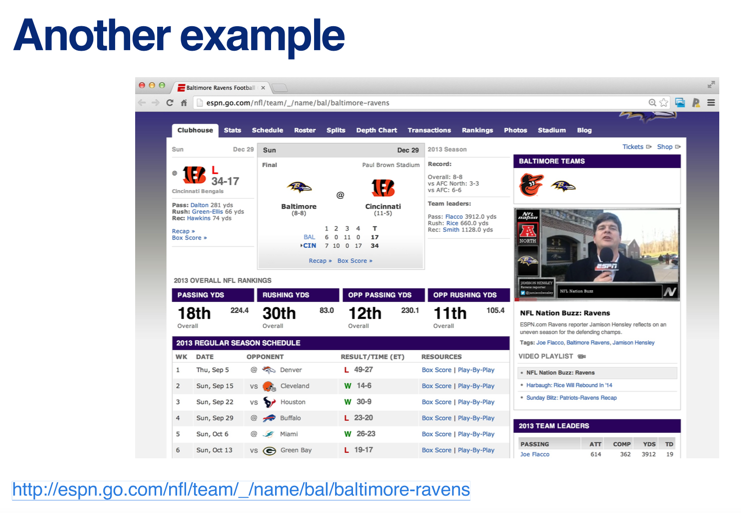 Another example
Baltimore Ravens Football
espn.go.com/nfl/team/_/name/bal/baltimore-ravens
Clubhouse Stats Schedule Roster Splits Depth Chart Transactions Rankings Photos Stadium Blog
Tickets Shop
Sun Dec 29
@ L
34-17
Cincinnati Bengals
Pass: Dalton 281 yds
Rush: Green-Ellis 66 yds
Rec: Hawkins 74 yds
Recap »
Box Score »
Sun Dec 29
Final Paul Brown Stadium
@
Baltimore Cincinnati
(8-8) (11-5)
1 2 3 4 T
BAL 6 0 11 0 17
CIN 7 10 0 17 34
Recap » Box Score »
2013 Season
Record:
Overall: 8-8
vs AFC North: 3-3
vs AFC: 6-6
Team leaders:
Pass: Flacco 3912.0 yds
Rush: Rice 660.0 yds
Rec: Smith 1128.0 yds
2013 OVERALL NFL RANKINGS
PASSING YDS RUSHING YDS OPP PASSING YDS OPP RUSHING YDS
18th 224.4 30th 83.0 12th 230.1 11th 105.4
Overall Overall Overall Overall
2013 REGULAR SEASON SCHEDULE
WK DATE OPPONENT RESULT/TIME (ET) RESOURCES
1 Thu, Sep 5 @ Denver L 49-27 Box Score | Play-By-Play
2 Sun, Sep 15 vs Cleveland W 14-6 Box Score | Play-By-Play
3 Sun, Sep 22 vs Houston W 30-9 Box Score | Play-By-Play
4 Sun, Sep 29 @ Buffalo L 23-20 Box Score | Play-By-Play
5 Sun, Oct 6 @ Miami W 26-23 Box Score | Play-By-Play
6 Sun, Oct 13 vs Green Bay L 19-17 Box Score | Play-By-Play
BALTIMORE TEAMS
NFL
nation
NORTH
ESPN
JAMISON HENSLEY
NFL Nation Buzz
NFL Nation Buzz: Ravens
ESPN.com Ravens reporter Jamison Hensley reflects on an
uneven season for the defending champs.
Tags: Joe Flacco, Baltimore Ravens, Jamison Hensley
VIDEO PLAYLIST
NFL Nation Buzz: Ravens
Harbaugh: Rice Will Rebound In '14
Sunday Blitz: Patriots-Ravens Recap
2013 TEAM LEADERS
PASSING ATT COMP YDS TD
Joe Flacco 614 362 3912 19
http://espn.go.com/nfl/team/_/name/bal/baltimore-ravens